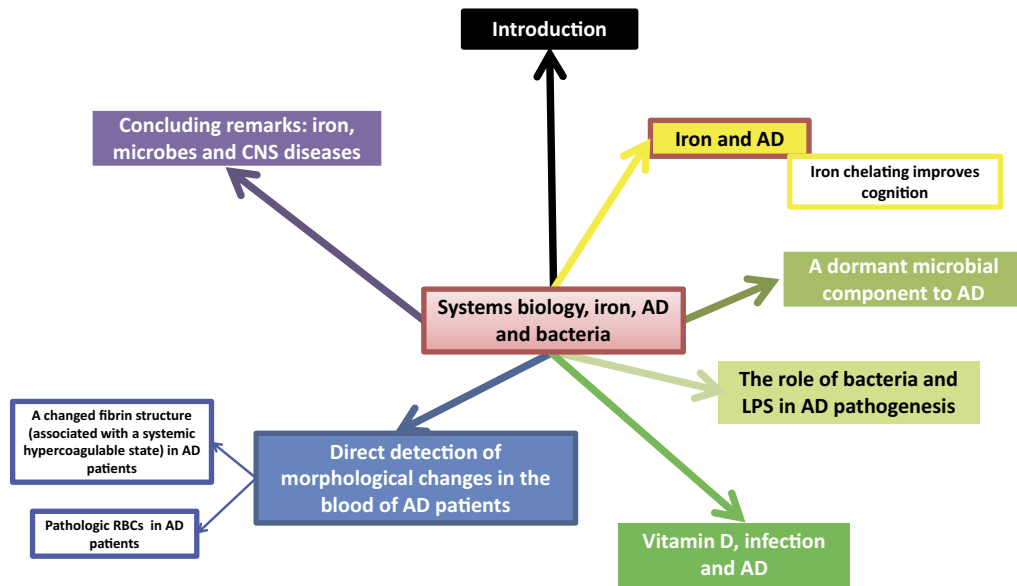 Introduction
Concluding remarks: iron,
microbes and CNS diseases
Iron and AD
Iron chelating improves
cognition
A dormant microbial
component to AD
Systems biology, iron, AD
and bacteria
The role of bacteria and
LPS in AD pathogenesis
A changed fibrin structure
(associated with a systemic
hypercoagulable state) in AD
patients
Direct detection of
morphological changes in the
blood of AD patients
Pathologic RBCs in AD
patients
Vitamin D, infection
and AD